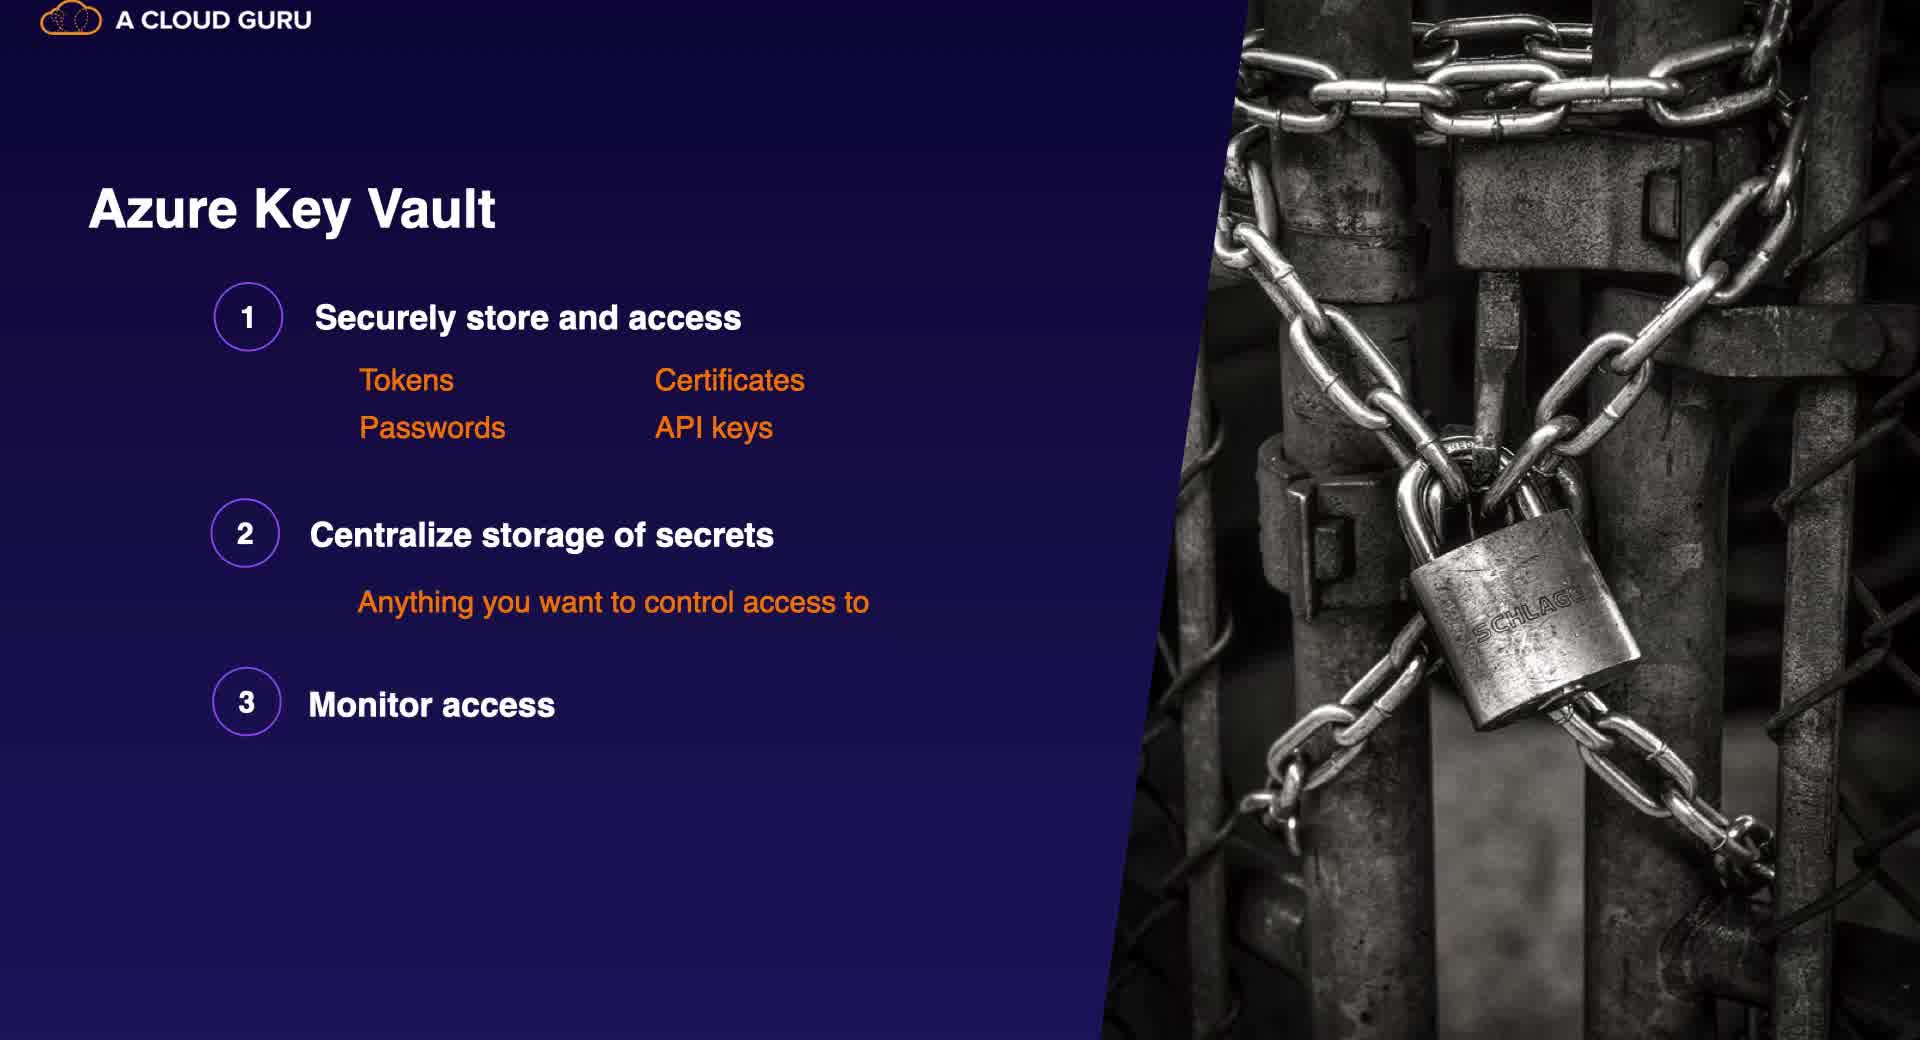 A CLOUD GURU
Azure Key Vault
1 Securely store and access
Tokens Certificates
Passwords API keys
2 Centralize storage of secrets
Anything you want to control access to
3 Monitor access
SCHLAGE